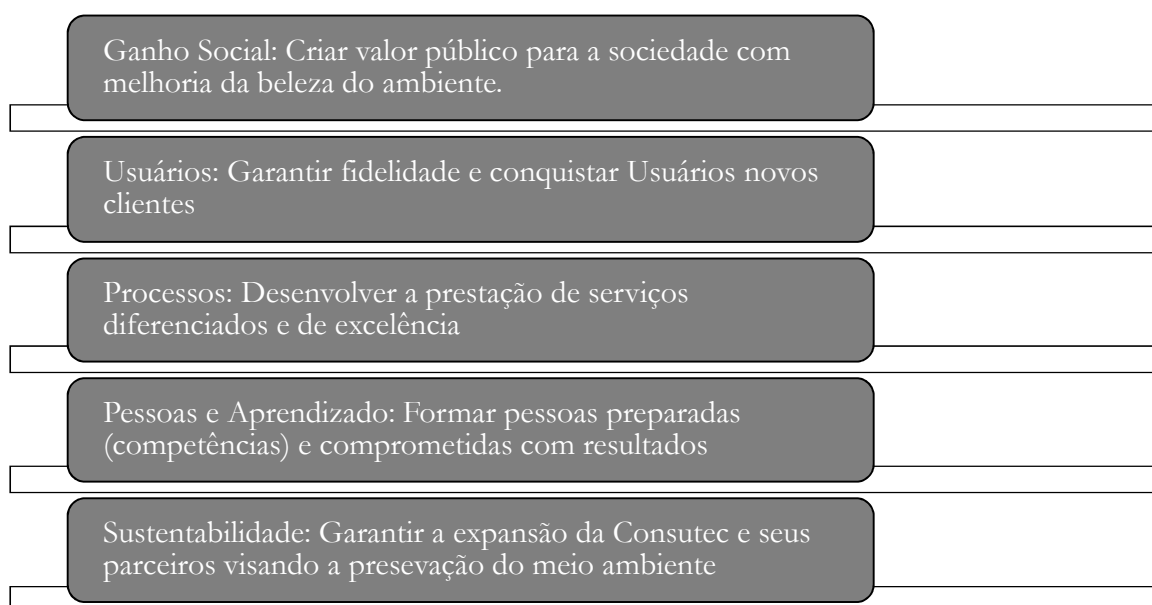 Ganho Social: Criar valor público para a sociedade com
melhoria da beleza do ambiente.
Usuários: Garantir fidelidade e conquistar Usuários novos
clientes
Processos: Desenvolver a prestação de serviços
diferenciados e de excelência
Pessoas e Aprendizado: Formar pessoas preparadas
(competências) e comprometidas com resultados
Sustentabilidade: Garantir a expansão da Consutec e seus
parceiros visando a presevação do meio ambiente